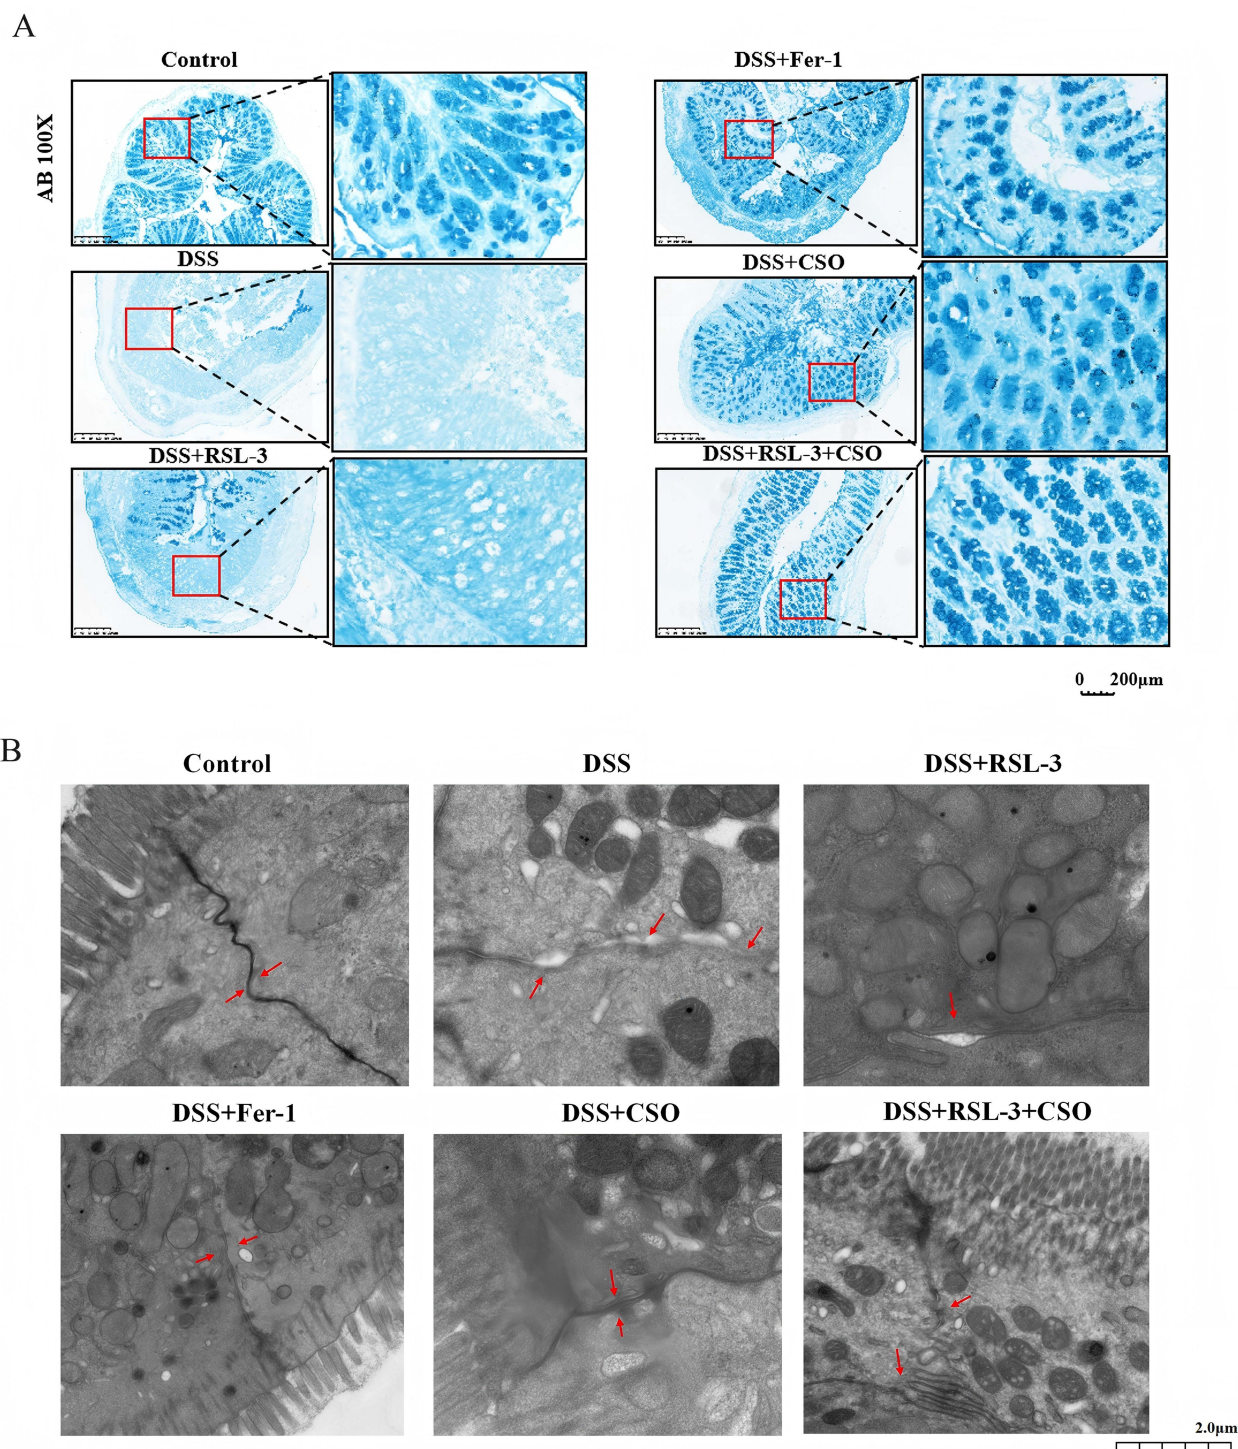 A
Control
DSS+Fer-1
AB 100X
DSS
DSS+CSO
DSS+RSL-3
DSS+RSL-3+CSO
0 200μm
B
Control
DSS
DSS+RSL-3
DSS+Fer-1
DSS+CSO
DSS+RSL-3+CSO
2.0μm